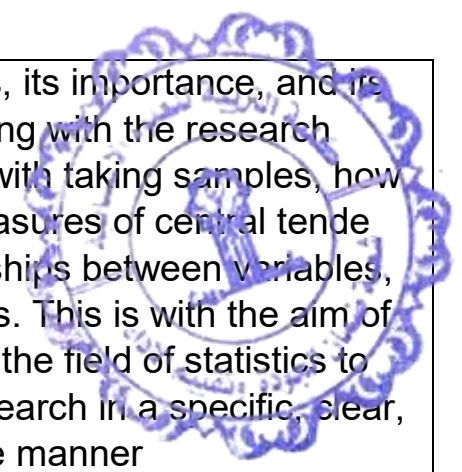 , its importance, and its
ng with the research
with taking samples, how
asures of central tende
ships between variables,
s. This is with the aim of
the field of statistics to
earch in a specific, clear,
e manner